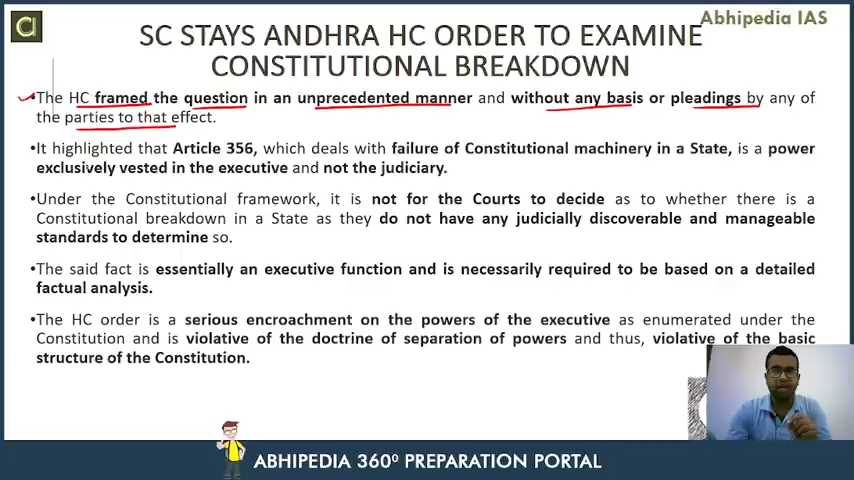 Abhipedia IAS
SC STAYS ANDHRA HC ORDER TO EXAMINE
CONSTITUTIONAL BREAKDOWN
•The HC framed the question in an unprecedented manner and without any basis or pleadings by any of
the parties to that effect.
•It highlighted that Article 356, which deals with failure of Constitutional machinery in a State, is a power
exclusively vested in the executive and not the judiciary.
•Under the Constitutional framework, it is not for the Courts to decide as to whether there is a
Constitutional breakdown in a State as they do not have any judicially discoverable and manageable
standards to determine so.
•The said fact is essentially an executive function and is necessarily required to be based on a detailed
factual analysis.
•The HC order is a serious encroachment on the powers of the executive as enumerated under the
Constitution and is violative of the doctrine of separation of powers and thus, violative of the basic
structure of the Constitution.
ABHIPEDIA 360⁰ PREPARATION PORTAL